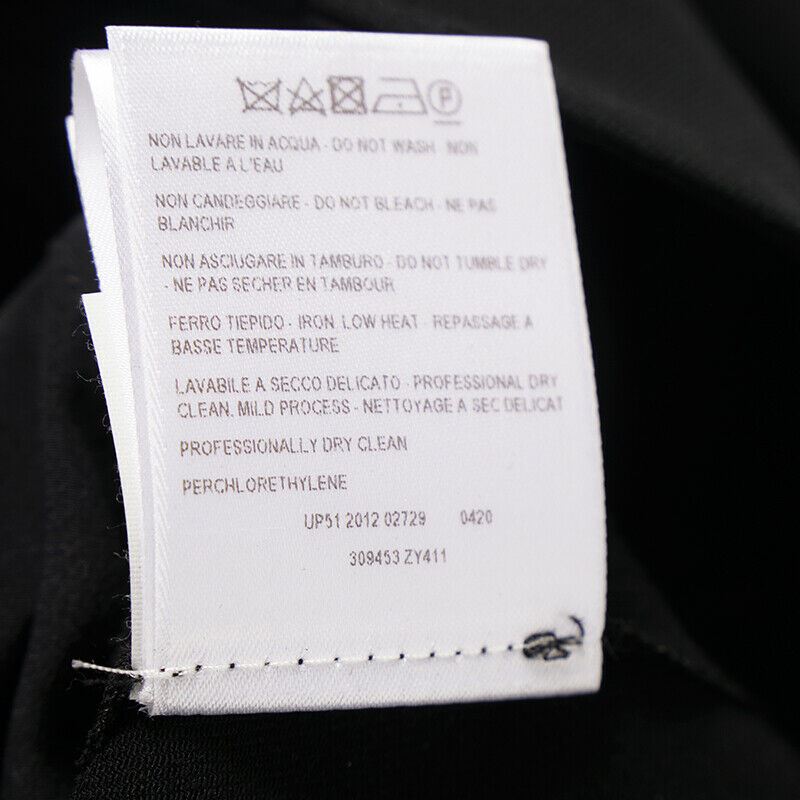 P
NON LAVARE IN ACQUA - DO NOT WASH NON
LAVABLE A L'EAU
NON CANDEGGIARE - DO NOT BLEACH - NE PAS
BLANCHIR
NON ASCIUGARE IN TAMBURO - DO NOT TUMBLE DRY
- NE PAS SECHER EN TAMBOUR
FERRO TIEPIDO - IRON, LOW HEAT - REPASSAGE A
BASSE TEMPERATURE
LAVABILE A SECCO DELICATO - PROFESSIONAL DRY
CLEAN, MILD PROCESS - NETTOYAGE A SEC DELICAT
PROFESSIONALLY DRY CLEAN
PERCHLORETHYLENE
UP51 2012 02729 0420
309453 ZY411